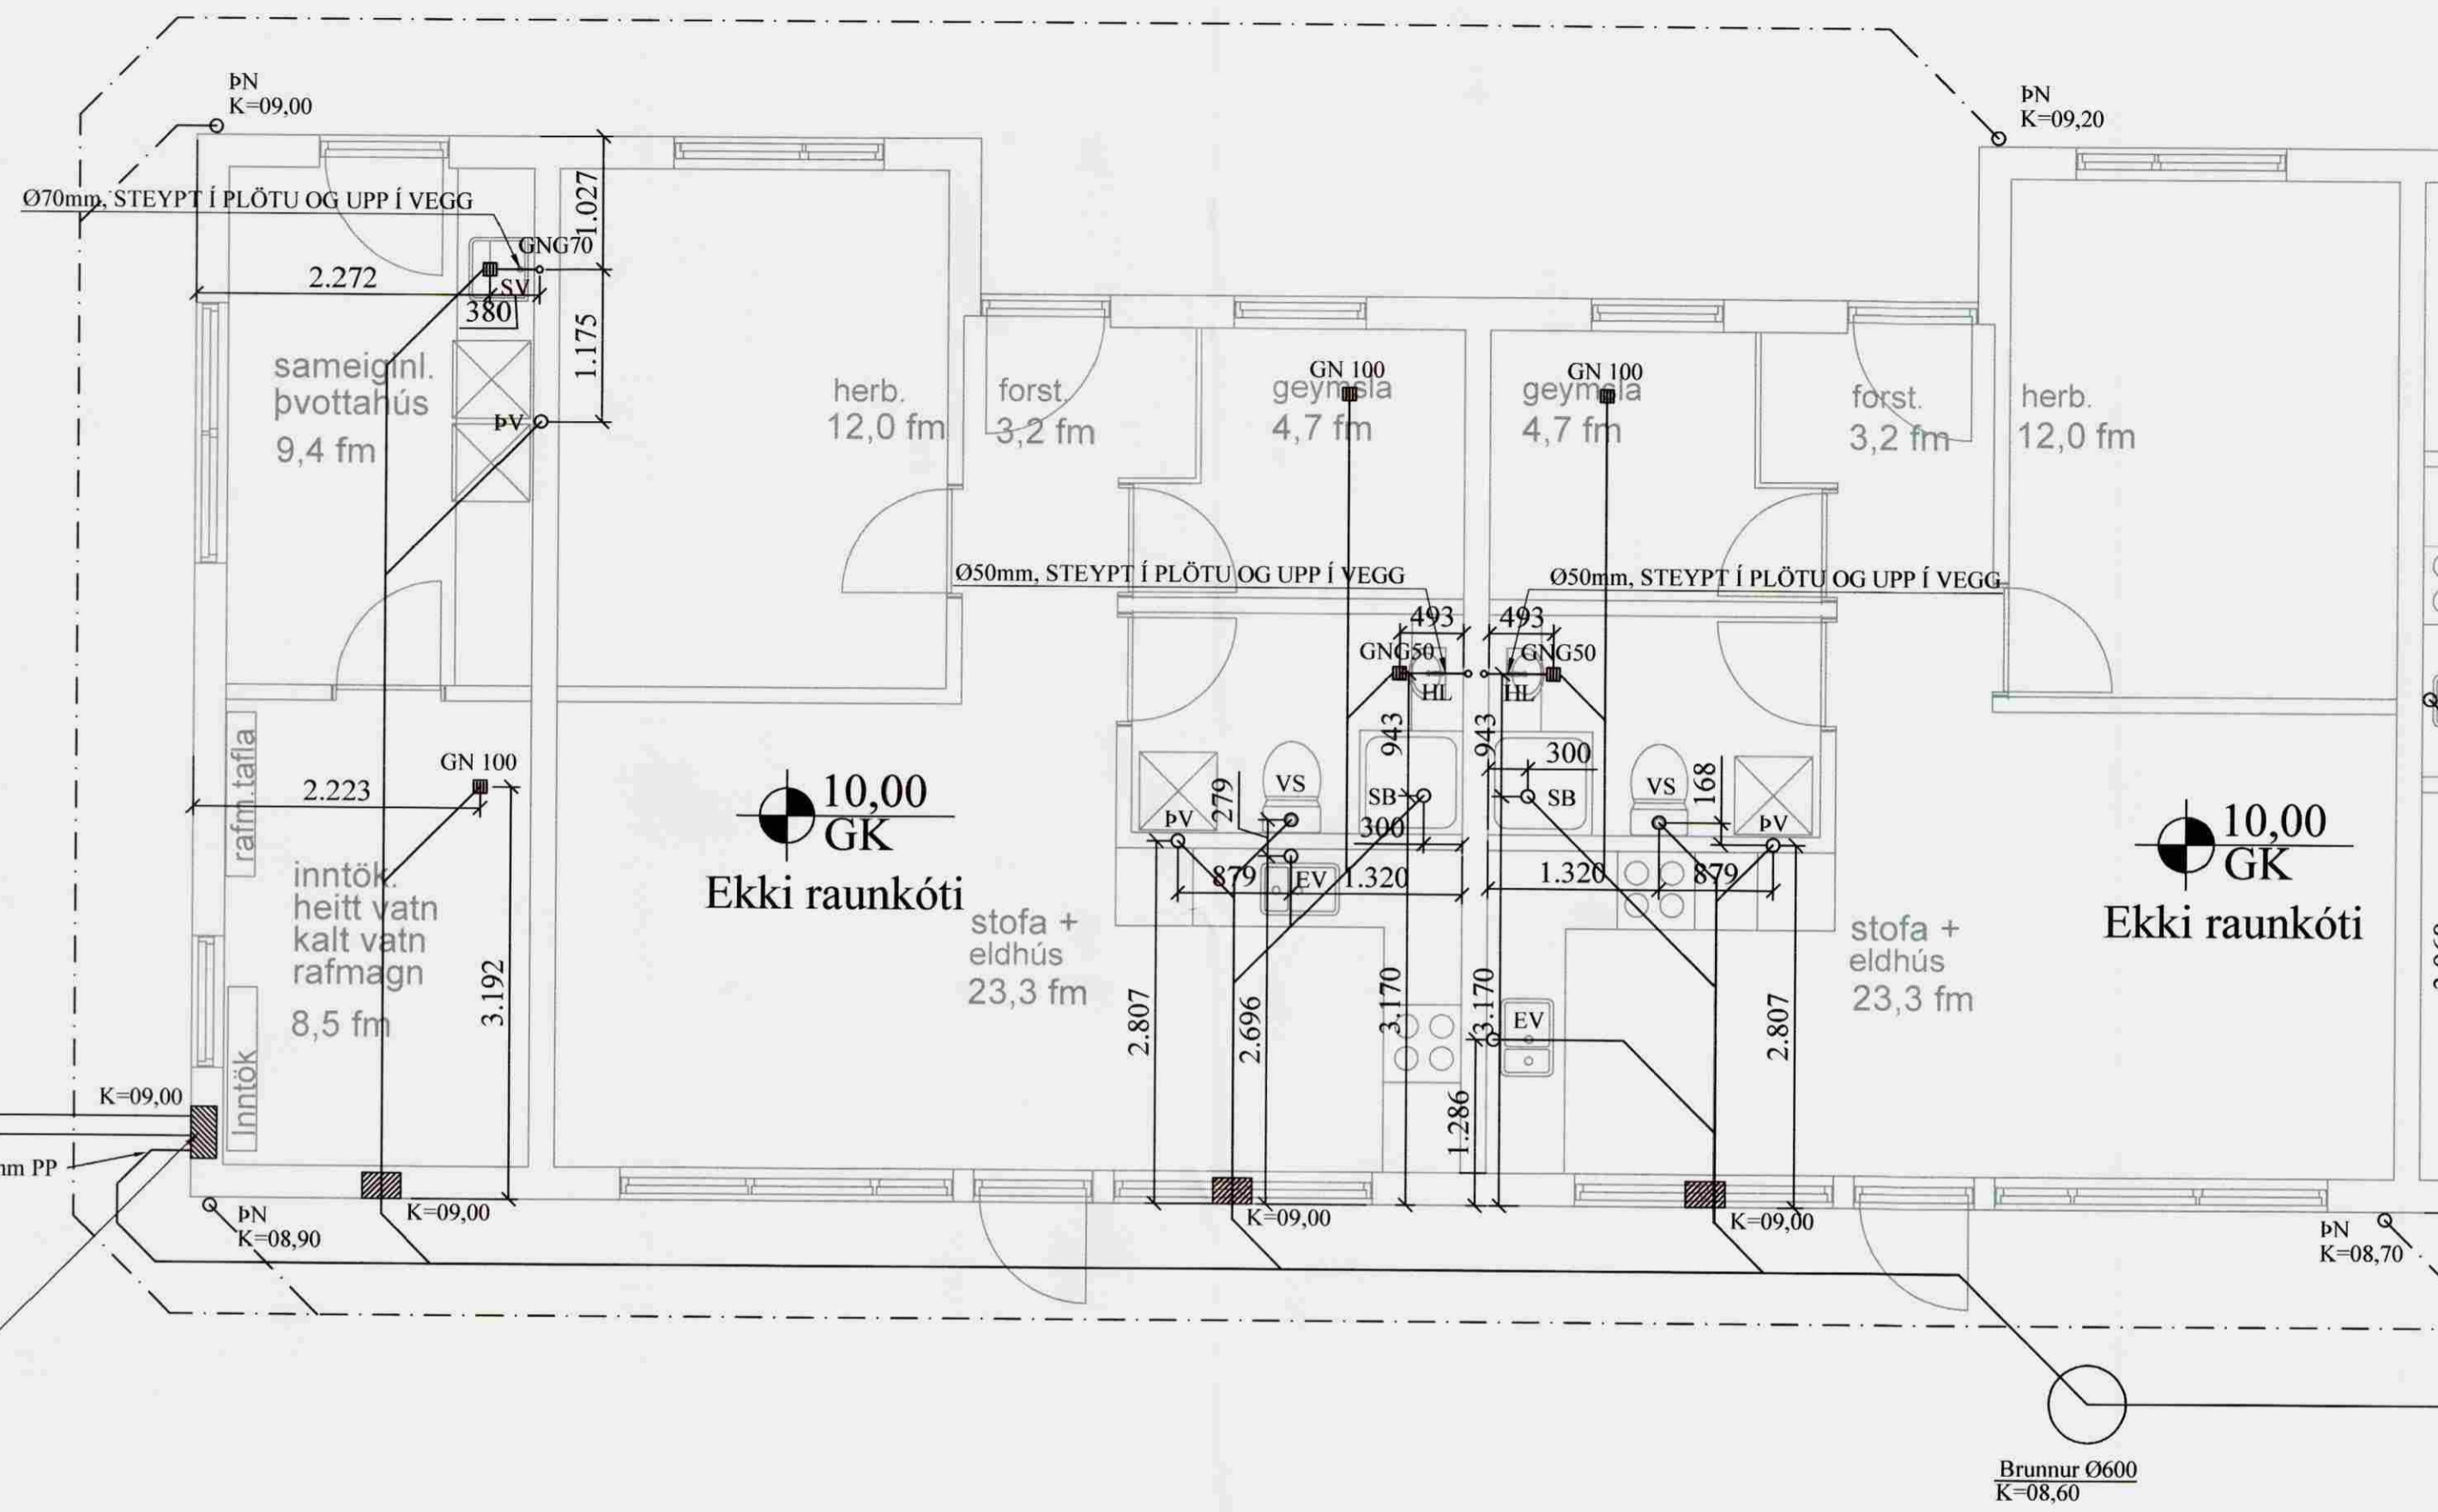 ÞN
K=09,00
ÞN
K=09,20
Ø70mm, STEYPT Í PLÖTU OG UPP Í VEGG
1.027
GNG70
2.272
SV
380
1.175
sameiginl.
þvottahús
9,4 fm
ÞV
herb.
12,0 fm
forst.
3,2 fm
GN 100
geymsla
4,7 fm
GN 100
geymsla
4,7 fm
forst.
3,2 fm
herb.
12,0 fm
Ø50mm, STEYPT Í PLÖTU OG UPP Í VEGG
Ø50mm, STEYPT Í PLÖTU OG UPP Í VEGG
493
493
GNG50
GNG50
HL
HL
943
943
rafm.tafla
GN 100
2.223
10,00
GK
Ekki raunkóti
279
VS
SB
300
300
SB
VS
168
ÞV
ÞV
879
EV
1.320
1.320
879
10,00
GK
Ekki raunkóti
inntök.
heitt vatn
kalt vatn
rafmagn
8,5 fm
3.192
stofa +
eldhús
23,3 fm
2.807
2.696
3.170
3.170
EV
1.286
2.807
stofa +
eldhús
23,3 fm
Inntök
K=09,00
mm PP
ÞN
K=08,90
K=09,00
K=09,00
K=09,00
ÞN
K=08,70
Brunnur Ø600
K=08,60